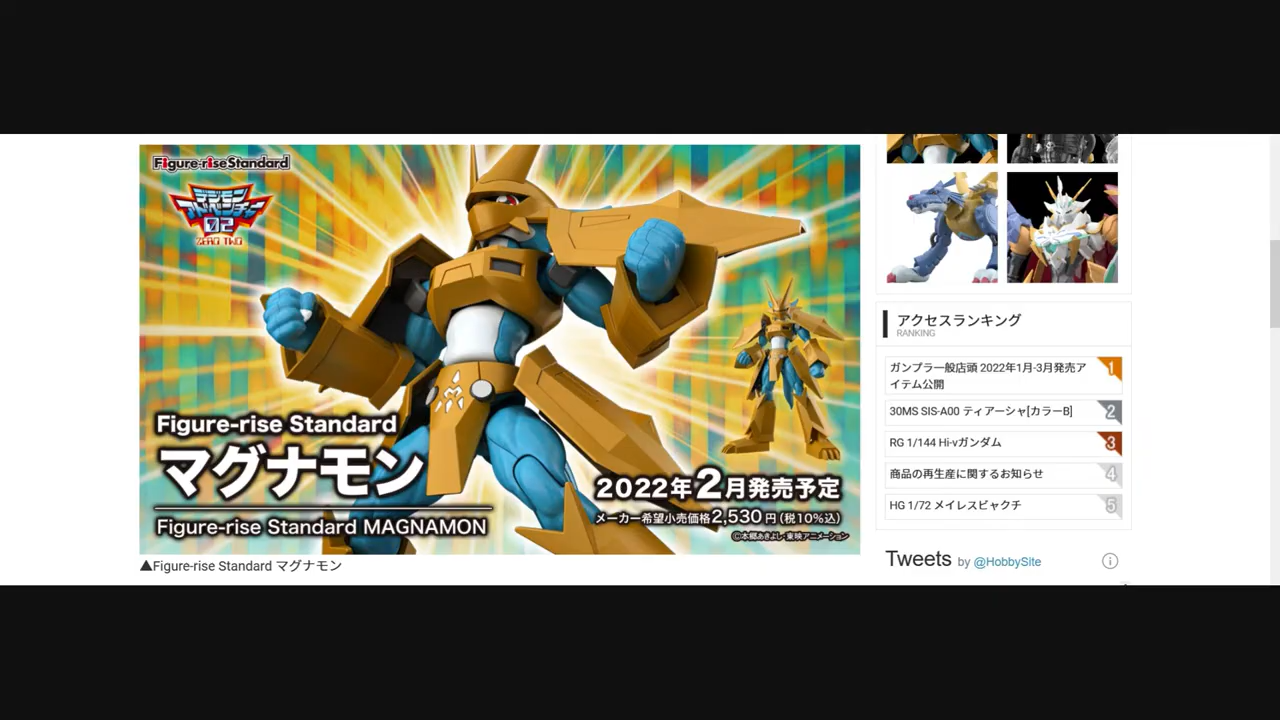 Figure-rise Standard
デジモン
アドベンチャー
02
ZERO TWO
Figure-rise Standard
マグナモン
Figure-rise Standard MAGNAMON
2022年2月発売予定
メーカー希望小売価格2,530円(税10%込)
©本郷あきよし・東映アニメーション
▲Figure-rise Standard マグナモン
アクセスランキング
RANKING
ガンプラ一般店頭 2022年1月-3月発売ア
イテム公開
1
30MS SIS-A00 ティアーシャ[カラーB]
2
RG 1/144 Hi-νガンダム
3
商品の再生産に関するお知らせ
4
HG 1/72 メイレスビャクチ
5
Tweets by @HobbySite